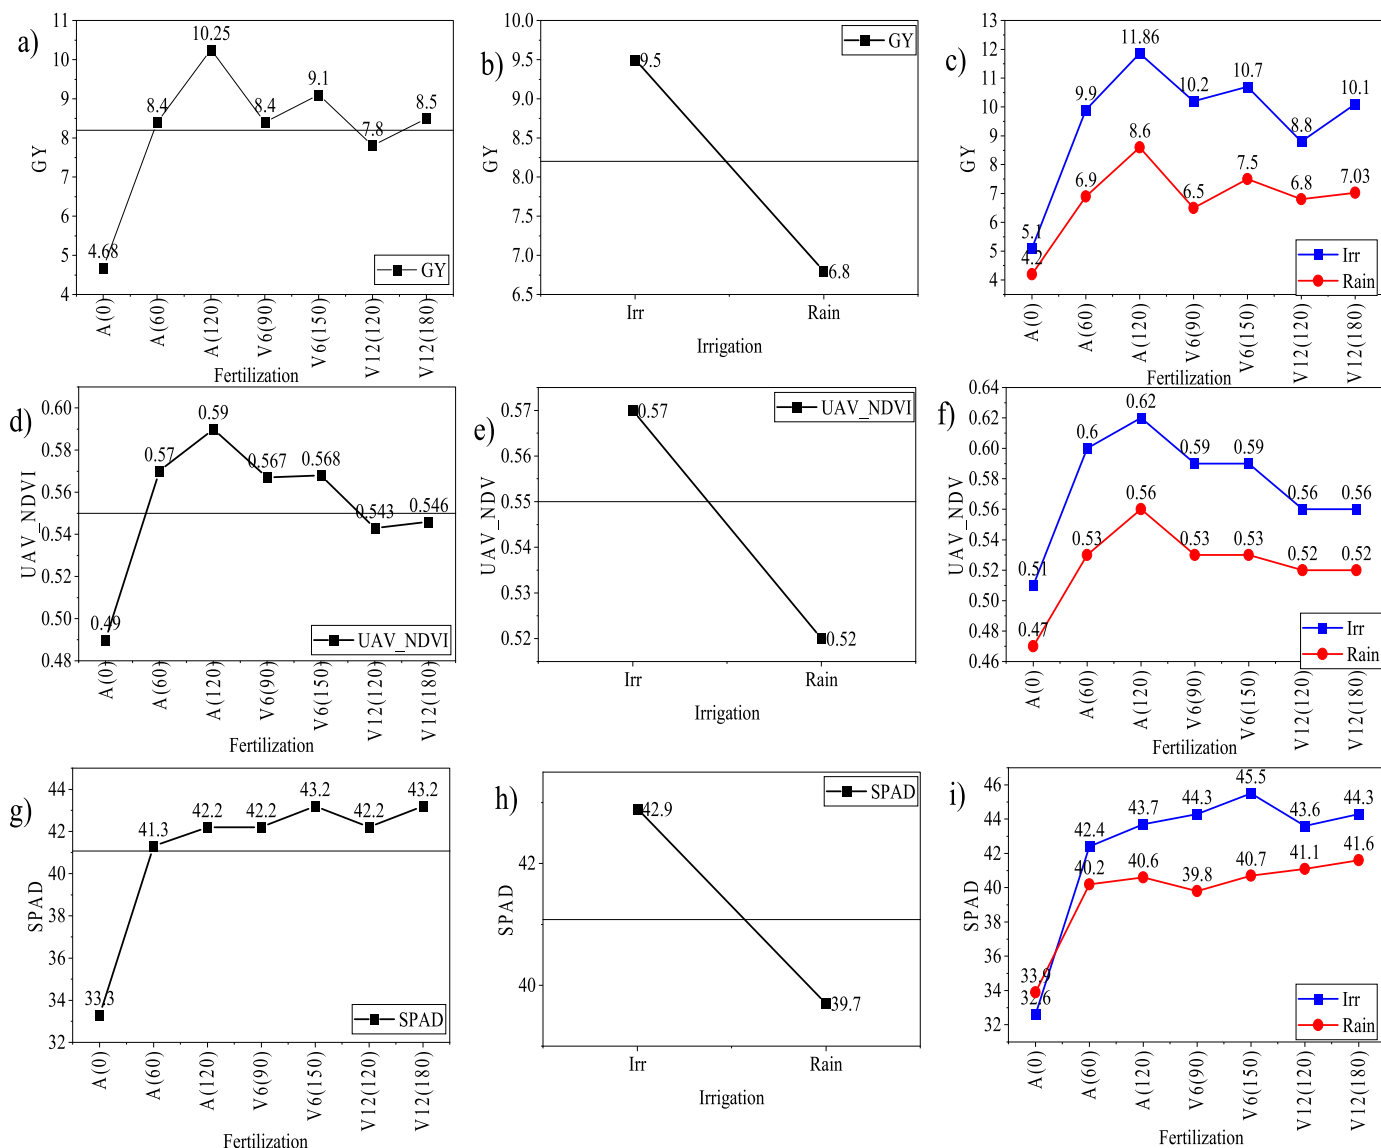 a)
11
10
9
8
7
6
5
4
GY
4.68
8.4
10.25
8.4
9.1
7.8
8.5
GY
A(0)
A(60)
A(120)
V6(90)
V6(150)
V12(120)
V12(180)
Fertilization
b)
10.0
9.5
9.0
8.5
8.0
7.5
7.0
6.5
GY
9.5
6.8
GY
Irr
Rain
Irrigation
c)
13
12
11
10
9
8
7
6
5
4
GY
5.1
9.9
11.86
10.2
10.7
8.8
10.1
4.2
6.9
8.6
6.5
7.5
6.8
7.03
Irr
Rain
A(0)
A(60)
A(120)
V6(90)
V6(150)
V12(120)
V12(180)
Fertilization
d)
0.60
0.58
0.56
0.54
0.52
0.50
0.48
UAV_NDVI
0.49
0.57
0.59
0.567
0.568
0.543
0.546
UAV_NDVI
A(0)
A(60)
A(120)
V6(90)
V6(150)
V12(120)
V12(180)
Fertilization
e)
0.57
0.56
0.55
0.54
0.53
0.52
UAV_NDV
0.57
0.52
UAV_NDVI
Irr
Rain
Irrigation
f)
0.64
0.62
0.60
0.58
0.56
0.54
0.52
0.50
0.48
0.46
UAV_NDV
0.51
0.6
0.62
0.59
0.59
0.56
0.56
0.47
0.53
0.56
0.53
0.53
0.52
0.52
Irr
Rain
A(0)
A(60)
A(120)
V6(90)
V6(150)
V12(120)
V12(180)
Fertilization
g)
44
42
40
38
36
34
32
SPAD
33.3
41.3
42.2
42.2
43.2
42.2
43.2
SPAD
A(0)
A(60)
A(120)
V6(90)
V6(150)
V12(120)
V12(180)
Fertilization
h)
42
40
SPAD
42.9
39.7
SPAD
Irr
Rain
Irrigation
i)
46
44
42
40
38
36
34
32
SPAD
32.6
42.4
43.7
44.3
45.5
43.6
44.3
33.9
40.2
40.6
39.8
40.7
41.1
41.6
Irr
Rain
A(0)
A(60)
A(120)
V6(90)
V6(150)
V12(120)
V12(180)
Fertilization